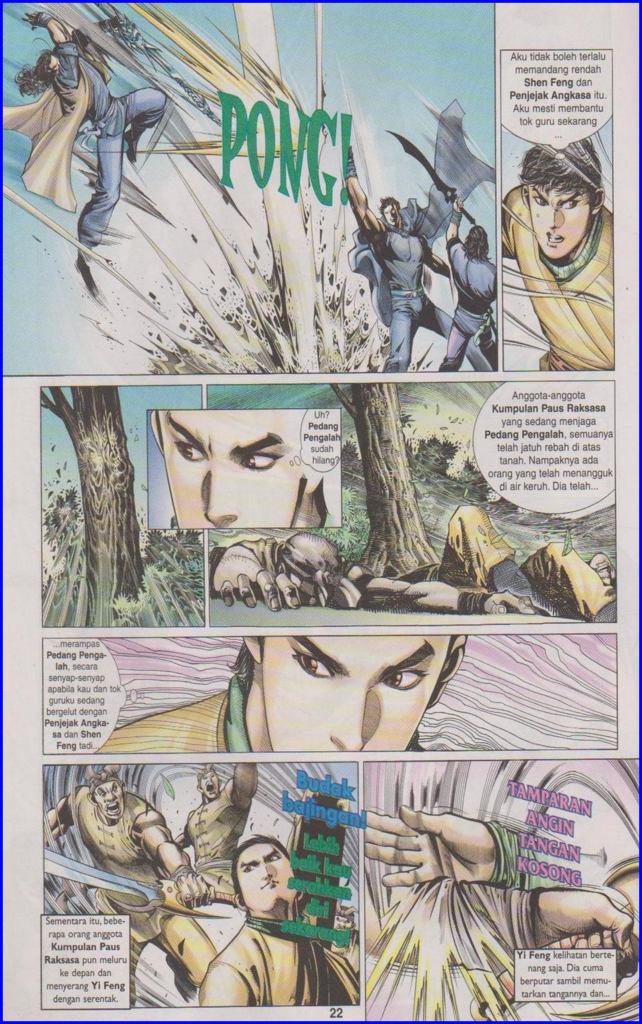 PONG!
Aku tidak boleh terlalu
memandang rendah
Shen Feng dan
Penjejak Angkasa itu.
Aku mesti membantu
tok guru sekarang
...
Uh?
Pedang
Pengalah
sudah
hilang?
Anggota-anggota
Kumpulan Paus Raksasa
yang sedang menjaga
Pedang Pengalah, semuanya
telah jatuh rebah di atas
tanah. Nampaknya ada
orang yang telah menangguk
di air keruh. Dia telah...
...merampas
Pedang Penga-
lah, secara
senyap-senyap
apabila kau dan tok
guruku sedang
bergelut dengan
Penjejak Angka-
sa dan Shen
Feng tadi...
Budak
bajingan!
Lebih
baik kau
serahkan
diri
sekarang!
Sementara itu, bebe-
rapa orang anggota
Kumpulan Paus
Raksasa pun meluru
ke depan dan
menyerang Yi Feng
dengan serentak.
TAMPARAN
ANGIN
TANGAN
KOSONG
Yi Feng kelihatan berte-
nang saja. Dia cuma
berputar sambil memu-
tarkan tangannya dan...
22